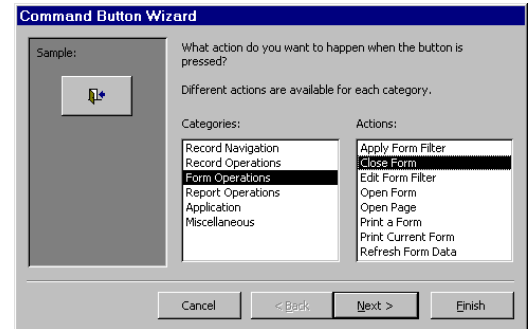 Command Button Wizard
Sample:
What action do you want to happen when the button is
pressed?
Different actions are available for each category.
Categories:
Actions:
Record Navigation
Record Operations
Form Operations
Report Operations
Application
Miscellaneous
Apply Form Filter
Close Form
Edit Form Filter
Open Form
Open Page
Print a Form
Print Current Form
Refresh Form Data
Cancel
< Back
Next >
Finish